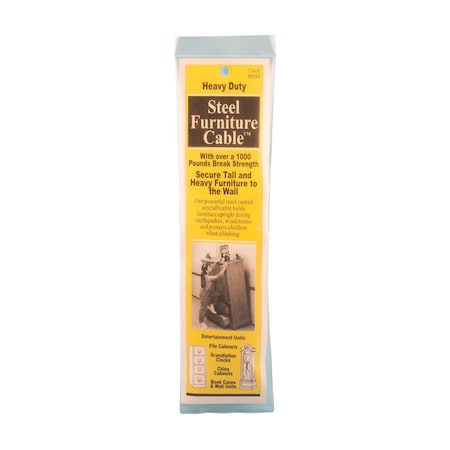 Heavy Duty
Steel
Furniture
Cable™
With over a 1000
Pounds Break Strength
Secure Tall and
Heavy Furniture to
the Wall
Our powerful steel coated
aircraft cable holds
furniture upright during
earthquakes, windstorms
and protects children
when climbing.
Entertainment Units
File Cabinets
Grandfather
Clocks
China
Cabinets
Book Cases
& Wall Units